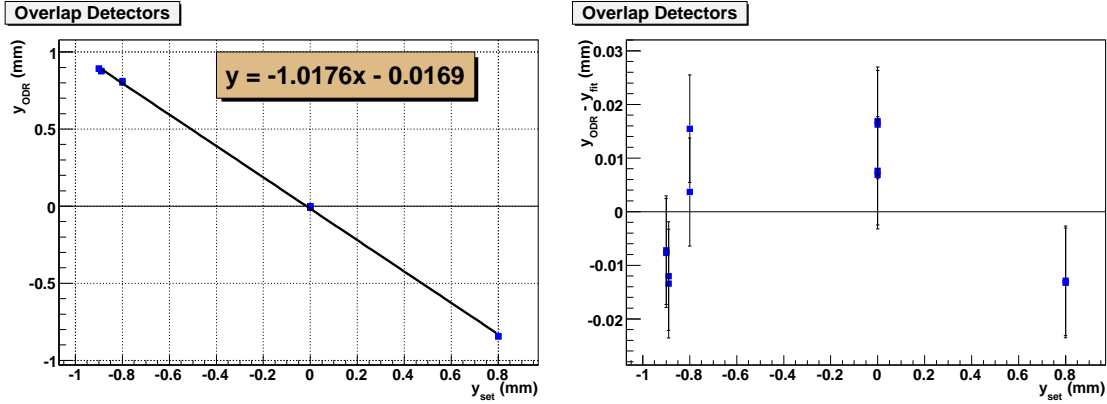 Overlap Detectors
y_ODR (mm)
1
0.5
0
-0.5
-1
y = -1.0176x - 0.0169
-1 -0.8 -0.6 -0.4 -0.2 0 0.2 0.4 0.6 0.8
y_set (mm)
Overlap Detectors
y_ODR - y_fit (mm)
0.03
0.02
0.01
0
-0.01
-0.02
-1 -0.8 -0.6 -0.4 -0.2 0 0.2 0.4 0.6 0.8
y_set (mm)